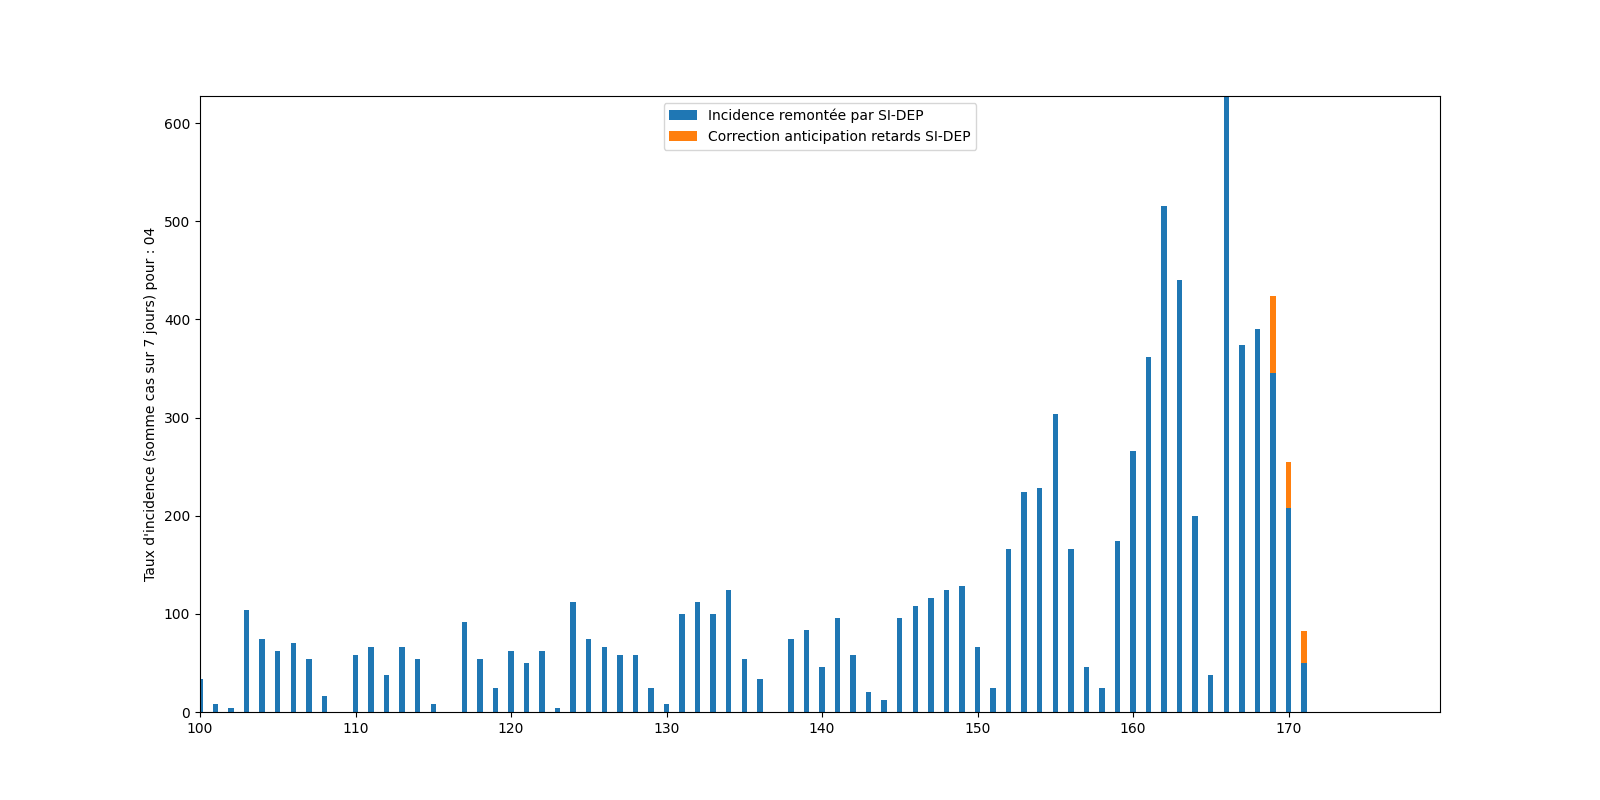 Incidence remontée par SI-DEP
Correction anticipation retards SI-DEP
Taux d'incidence (somme cas sur 7 jours) pour : 04
600
500
400
300
200
100
0
100 110 120 130 140 150 160 170